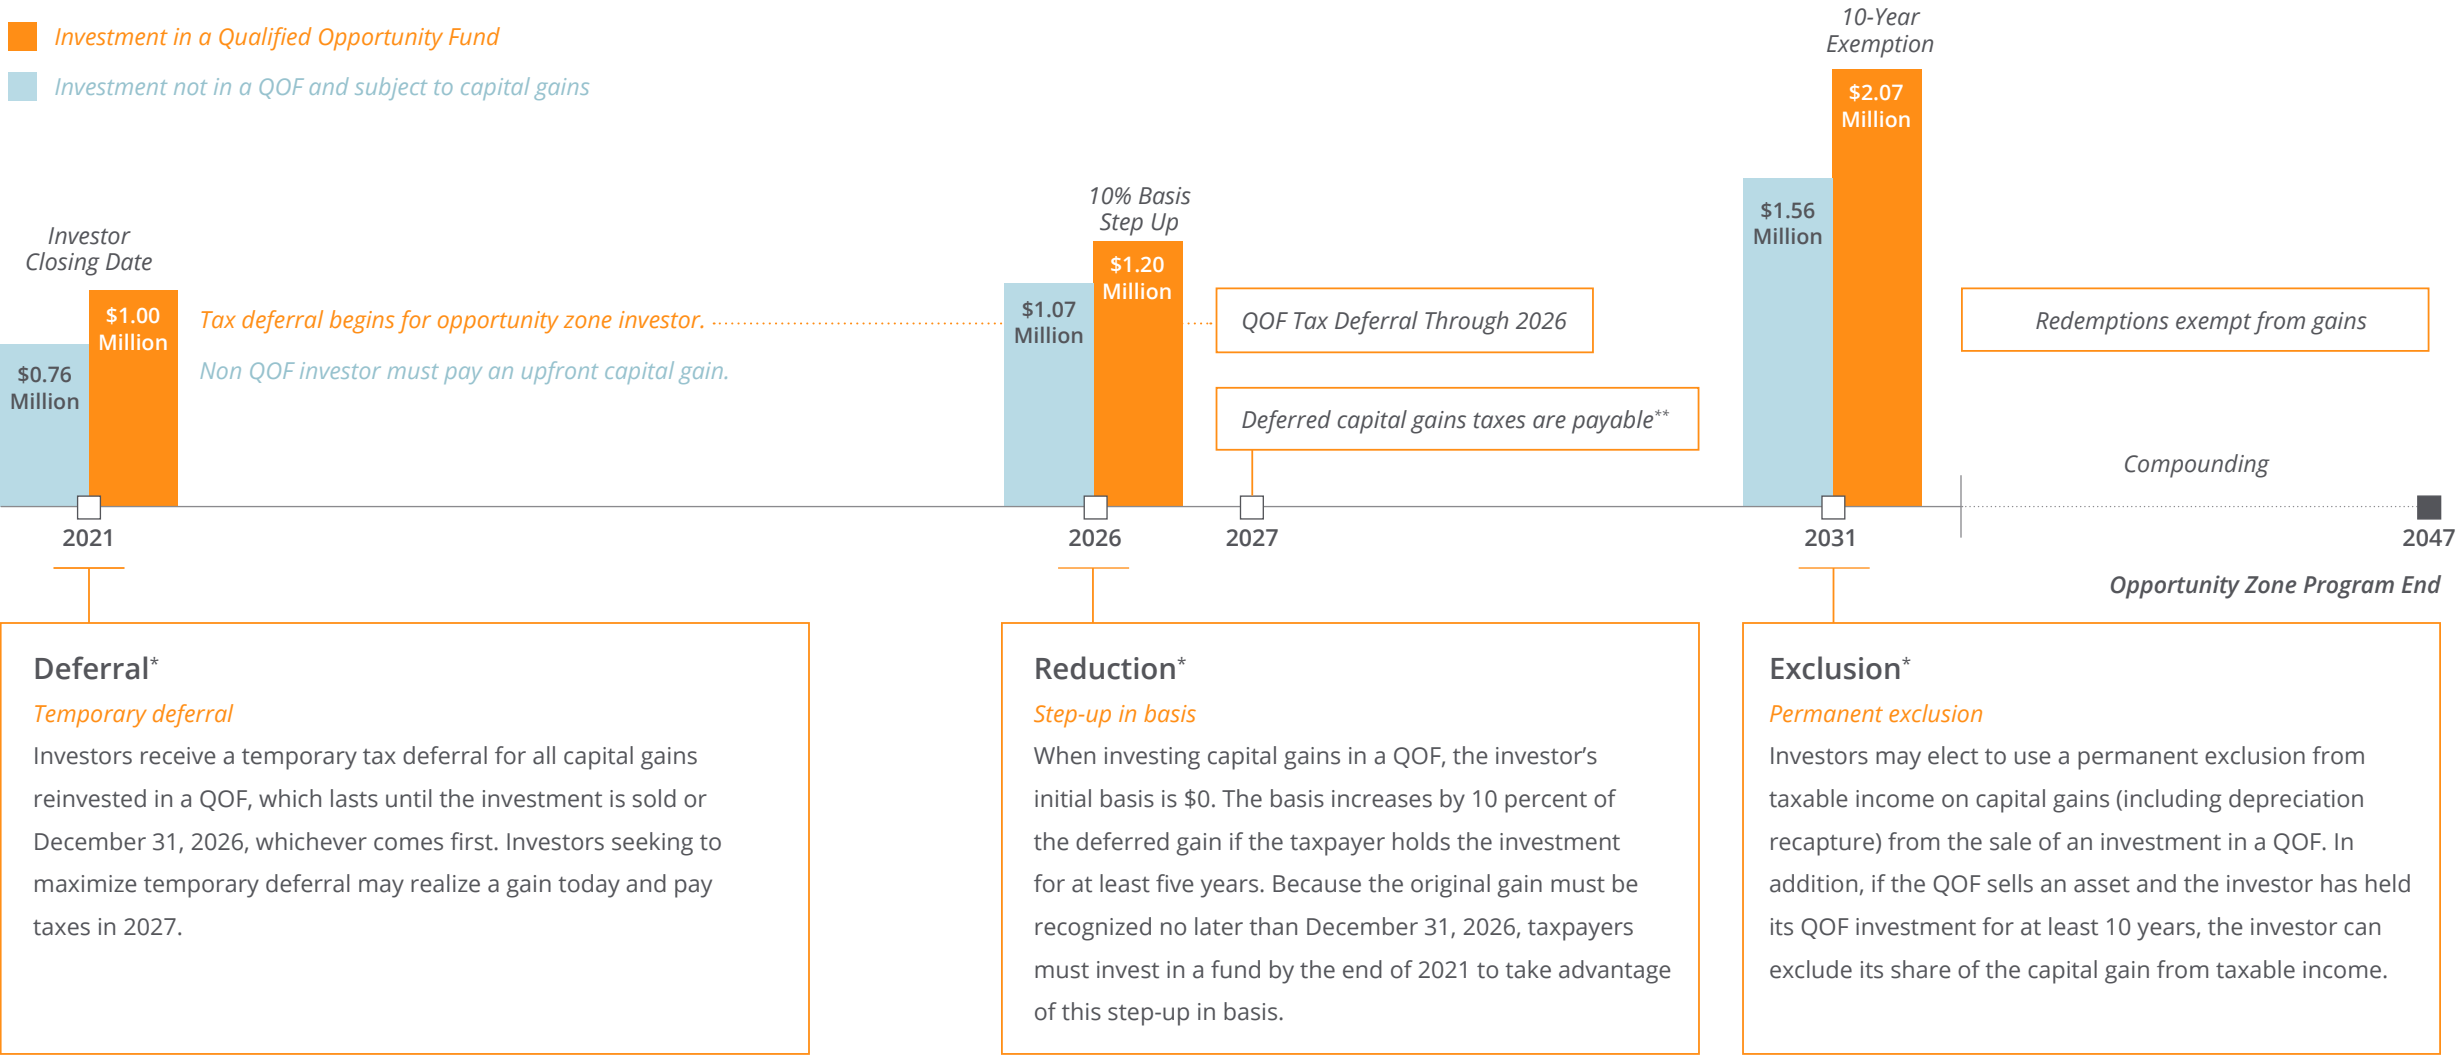 Investment in a Qualified Opportunity Fund
Investment not in a QOF and subject to capital gains
Investor
Closing Date
$0.76
Million
$1.00
Million
Tax deferral begins for opportunity zone investor.
Non QOF investor must pay an upfront capital gain.
10% Basis
Step Up
$1.07
Million
$1.20
Million
QOF Tax Deferral Through 2026
Deferred capital gains taxes are payable**
10-Year
Exemption
$1.56
Million
$2.07
Million
Redemptions exempt from gains
Compounding
2021
2026
2027
2031
2047
Opportunity Zone Program End
Deferral*
Temporary deferral
Investors receive a temporary tax deferral for all capital gains
reinvested in a QOF, which lasts until the investment is sold or
December 31, 2026, whichever comes first. Investors seeking to
maximize temporary deferral may realize a gain today and pay
taxes in 2027.
Reduction*
Step-up in basis
When investing capital gains in a QOF, the investor’s
initial basis is $0. The basis increases by 10 percent of
the deferred gain if the taxpayer holds the investment
for at least five years. Because the original gain must be
recognized no later than December 31, 2026, taxpayers
must invest in a fund by the end of 2021 to take advantage
of this step-up in basis.
Exclusion*
Permanent exclusion
Investors may elect to use a permanent exclusion from
taxable income on capital gains (including depreciation
recapture) from the sale of an investment in a QOF. In
addition, if the QOF sells an asset and the investor has held
its QOF investment for at least 10 years, the investor can
exclude its share of the capital gain from taxable income.